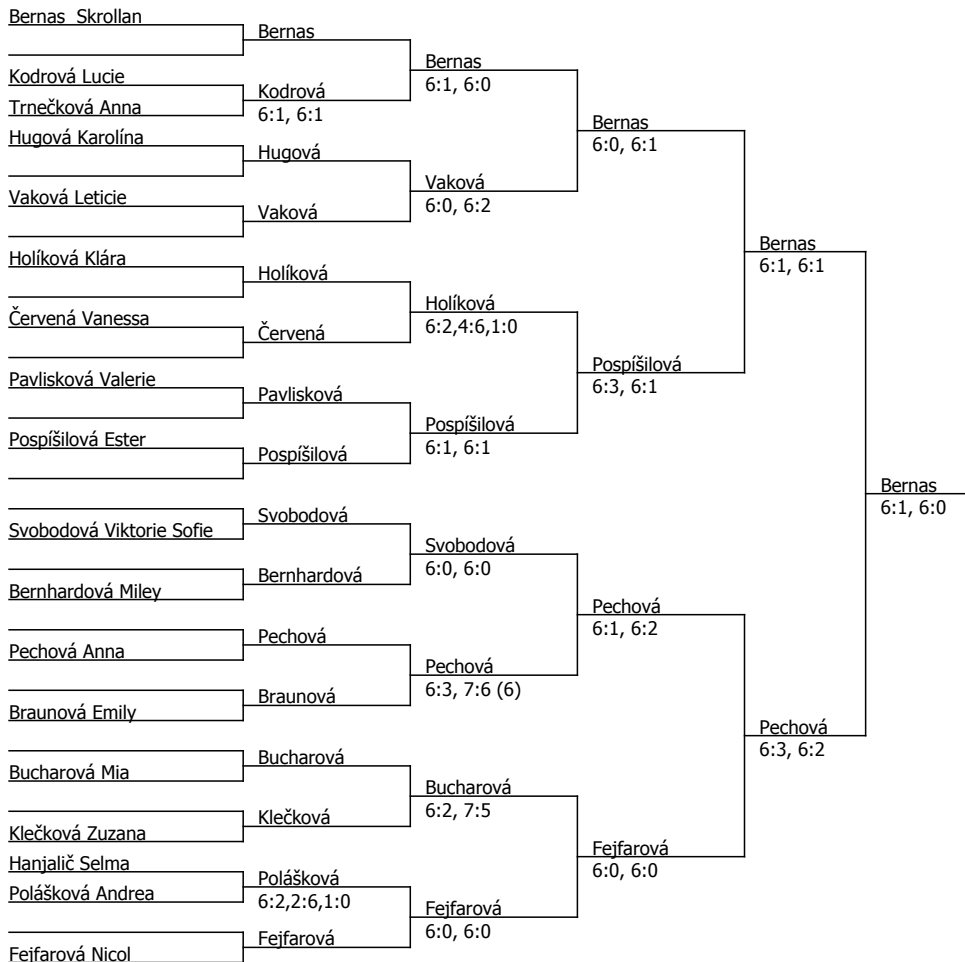 Bernas  Skrollan
Bernas
Kodrová Lucie
Bernas
6:1, 6:0
Kodrová
6:1, 6:1
Trnečková Anna
Bernas
6:0, 6:1
Hugová Karolína
Hugová
Vaková
6:0, 6:2
Vaková Leticie
Vaková
Bernas
6:1, 6:1
Holíková Klára
Holíková
Holíková
6:2,4:6,1:0
Červená Vanessa
Červená
Pospíšilová
6:3, 6:1
Pavlisková Valerie
Pavlisková
Pospíšilová
6:1, 6:1
Pospíšilová Ester
Pospíšilová
Bernas
6:1, 6:0
Svobodová
Svobodová Viktorie Sofie
Svobodová
6:0, 6:0
Bernhardová
Bernhardová Miley
Pechová
6:1, 6:2
Pechová
Pechová Anna
Pechová
6:3, 7:6 (6)
Braunová
Braunová Emily
Pechová
6:3, 6:2
Bucharová
Bucharová Mia
Bucharová
6:2, 7:5
Klečková
Klečková Zuzana
Fejfarová
6:0, 6:0
Hanjalič Selma
Polášková
6:2,2:6,1:0
Polášková Andrea
Fejfarová
6:0, 6:0
Fejfarová
Fejfarová Nicol